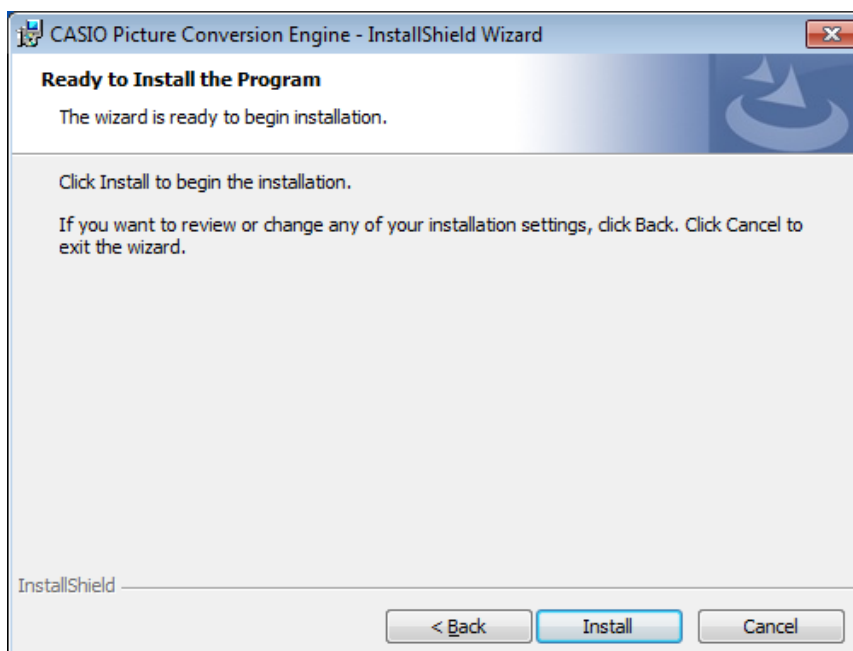 CASIO Picture Conversion Engine - InstallShield Wizard
Ready to Install the Program
The wizard is ready to begin installation.
Click Install to begin the installation.
If you want to review or change any of your installation settings, click Back. Click Cancel to
exit the wizard.
InstallShield
< Back
Install
Cancel